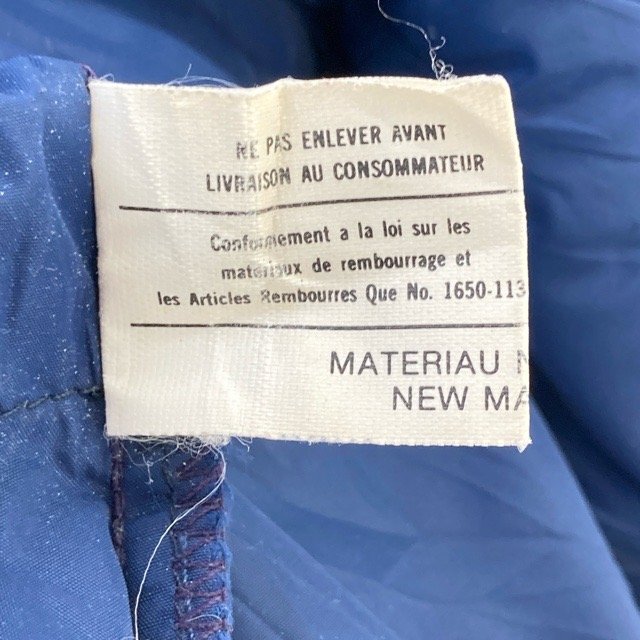 NE PAS ENLEVER AVANT
LIVRAISON AU CONSOMMATEUR
Conformement a la loi sur les
materiaux de rembourrage et
les Articles Rembourres Que No. 1650-113
MATERIAU
NEW